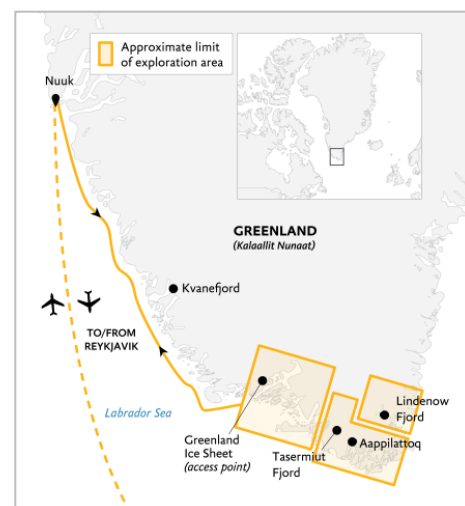 Approximate limit
of exploration area
Nuuk
GREENLAND
(Kalaallit Nunaat)
Kvanefjord
TO/FROM
REYKJAVIK
Labrador Sea
Greenland
Ice Sheet
(access point)
Tasermiut
Fjord
Lindenow
Fjord
Aappilattoq